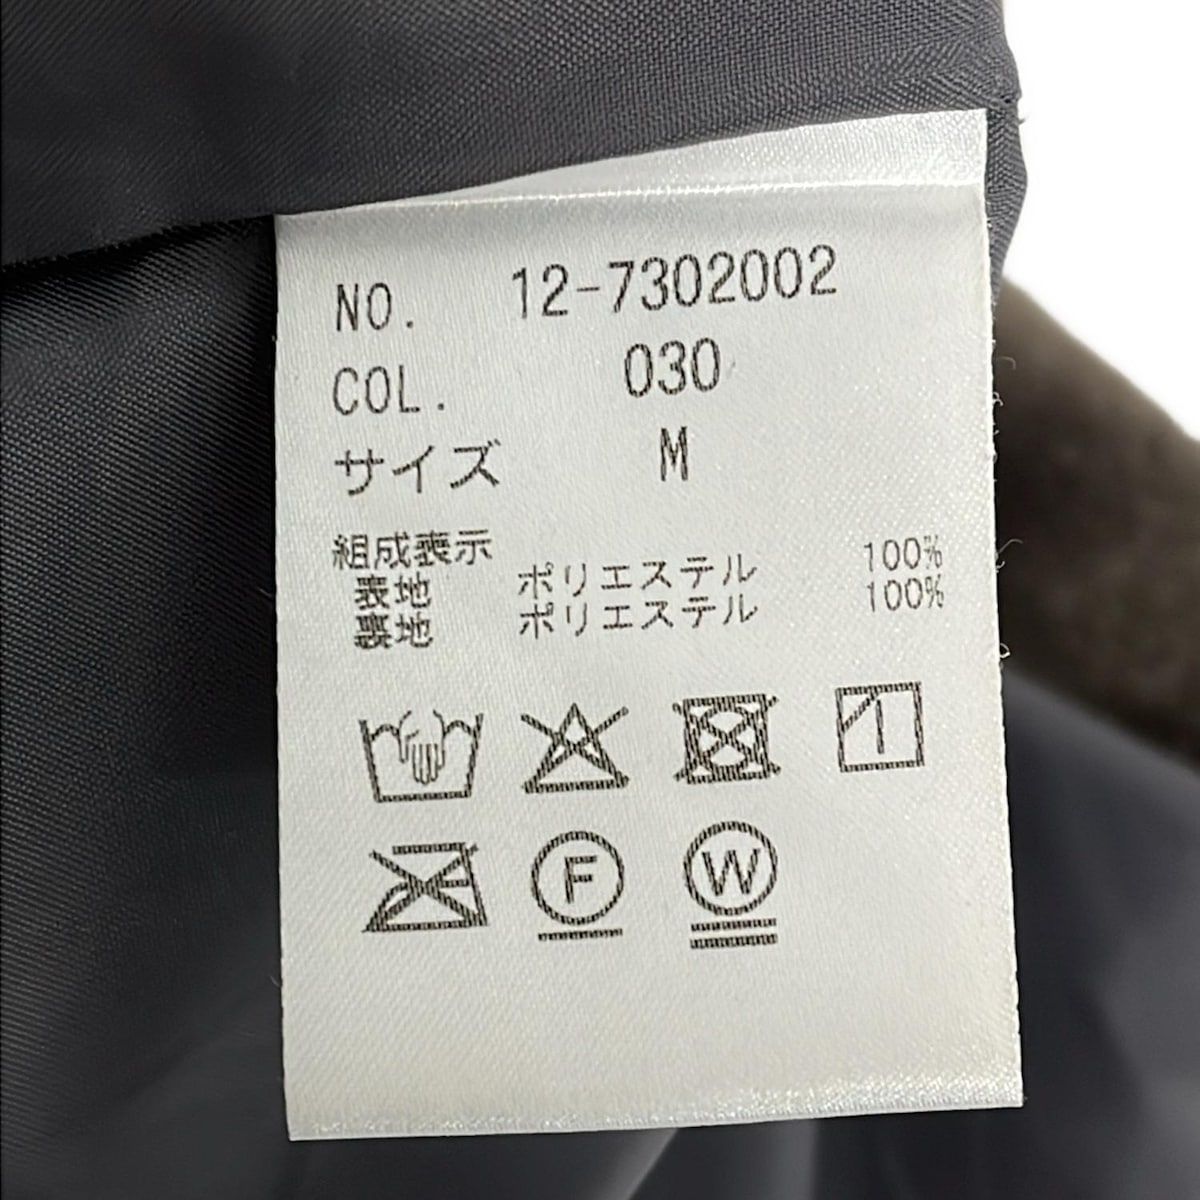 NO. 12-7302002
COL. 030
サイズ M
組成表示
表地 ポリエステル 100%
裏地 ポリエステル 100%
F
W